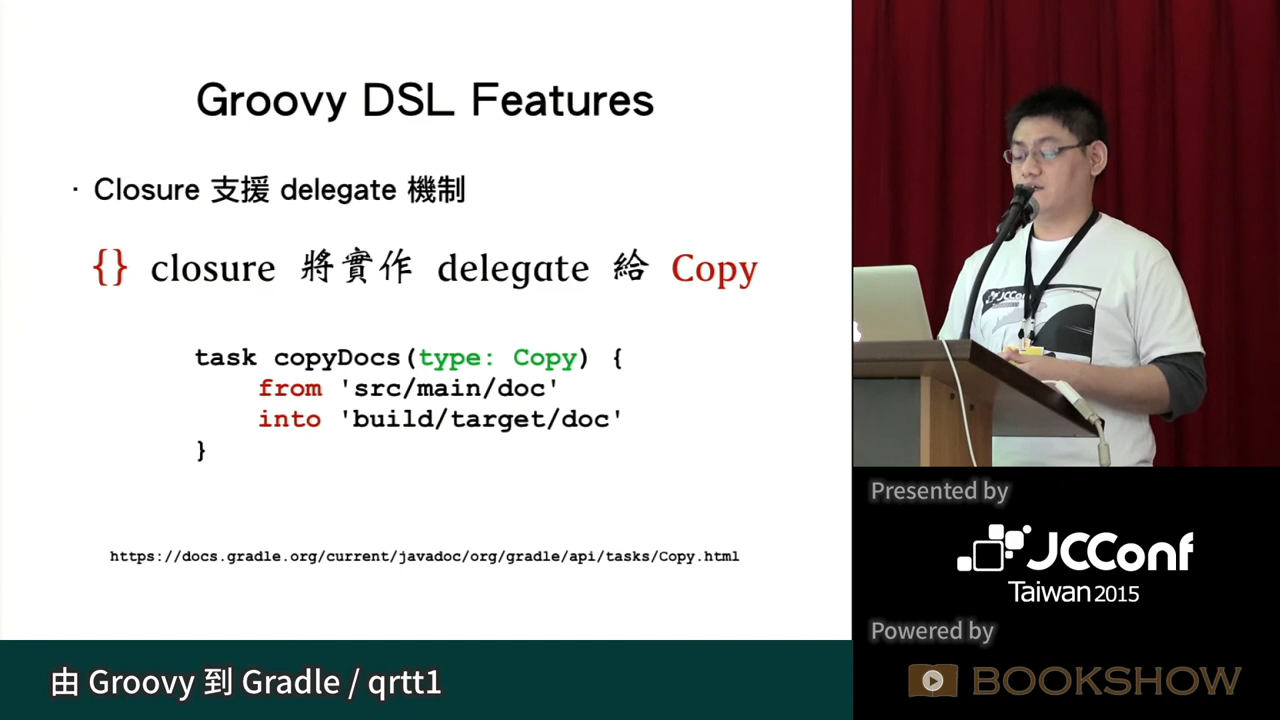 Groovy DSL Features
· Closure 支援 delegate 機制
{} closure 將實作 delegate 給 Copy
task copyDocs(type: Copy) {
from 'src/main/doc'
into 'build/target/doc'
}
https://docs.gradle.org/current/javadoc/org/gradle/api/tasks/Copy.html
由 Groovy 到 Gradle / qrtt1
JCConf
Presented by
JCConf
Taiwan 2015
Powered by
BOOKSHOW